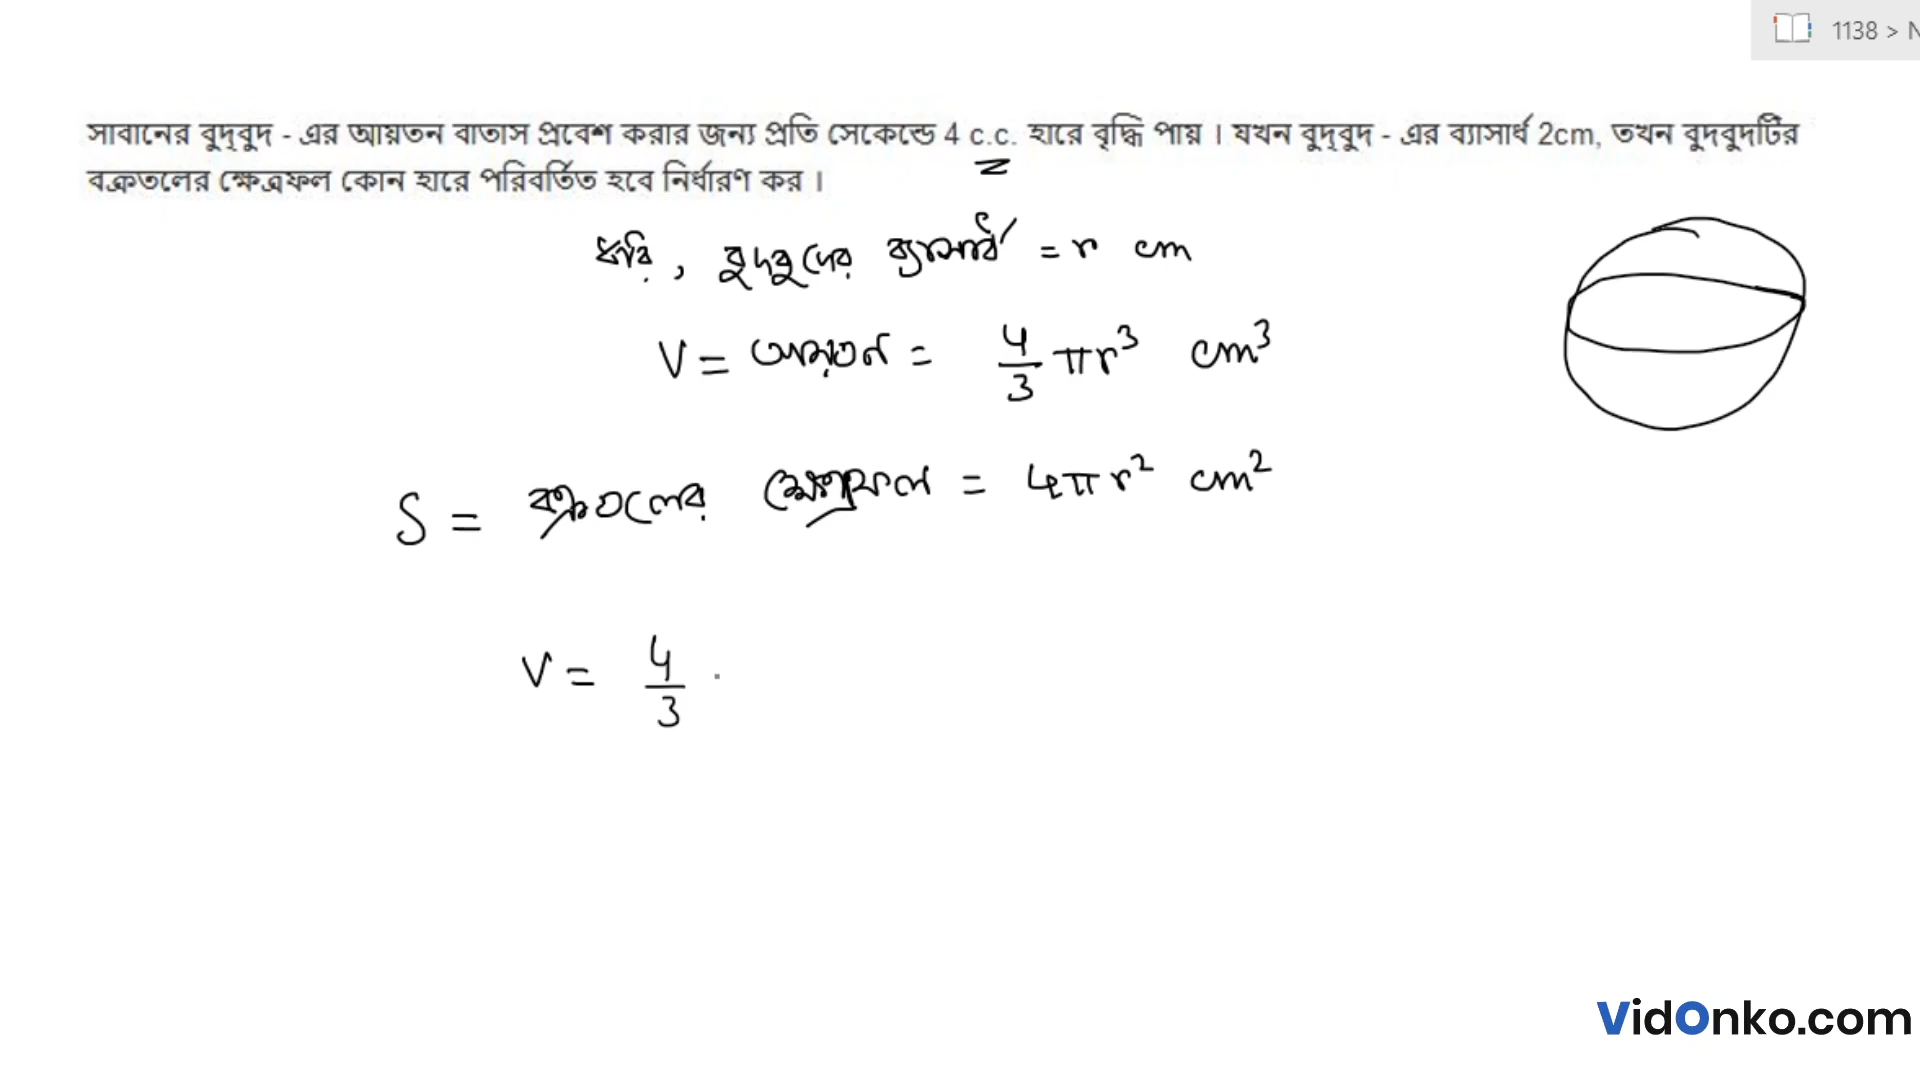 1138 > N
সাবানের বুদ্‌বুদ - এর আয়তন বাতাস প্রবেশ করার জন্য প্রতি সেকেন্ডে 4 c.c. হারে বৃদ্ধি পায় । যখন বুদ্‌বুদ - এর ব্যাসার্ধ 2cm, তখন বুদবুদটির
বক্রতলের ক্ষেত্রফল কোন হারে পরিবর্তিত হবে নির্ধারণ কর ।
ধরি, বুদবুদের ব্যাসার্ধ = r cm
V = আয়তন = 4/3 πr³ cm³
S = বক্রতলের ক্ষেত্রফল = 4πr² cm²
V = 4/3
VidOnko.com